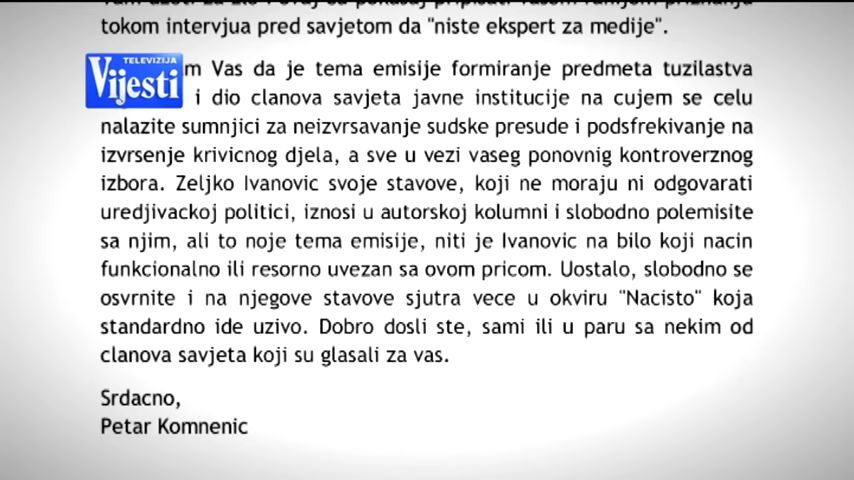 tokom intervjua pred savjetom da "niste ekspert za medije".
TELEVIZIJA
Vijesti
Vas da je tema emisije formiranje predmeta tuzilastva
i dio clanova savjeta javne institucije na cujem se celu
nalazite sumnjici za neizvrsavanje sudske presude i podsfrekivanje na
izvrsenje krivicnog djela, a sve u vezi vaseg ponovnig kontroverznog
izbora. Zeljko Ivanovic svoje stavove, koji ne moraju ni odgovarati
uredjivackoj politici, iznosi u autorskoj kolumni i slobodno polemisite
sa njim, ali to noje tema emisije, niti je Ivanovic na bilo koji nacin
funkcionalno ili resorno uvezan sa ovom pricom. Uostalo, slobodno se
osvrnite i na njegove stavove sjutra vece u okviru "Nacisto" koja
standardno ide uzivo. Dobro dosli ste, sami ili u paru sa nekim od
clanova savjeta koji su glasali za vas.
Srdacno,
Petar Komnenic